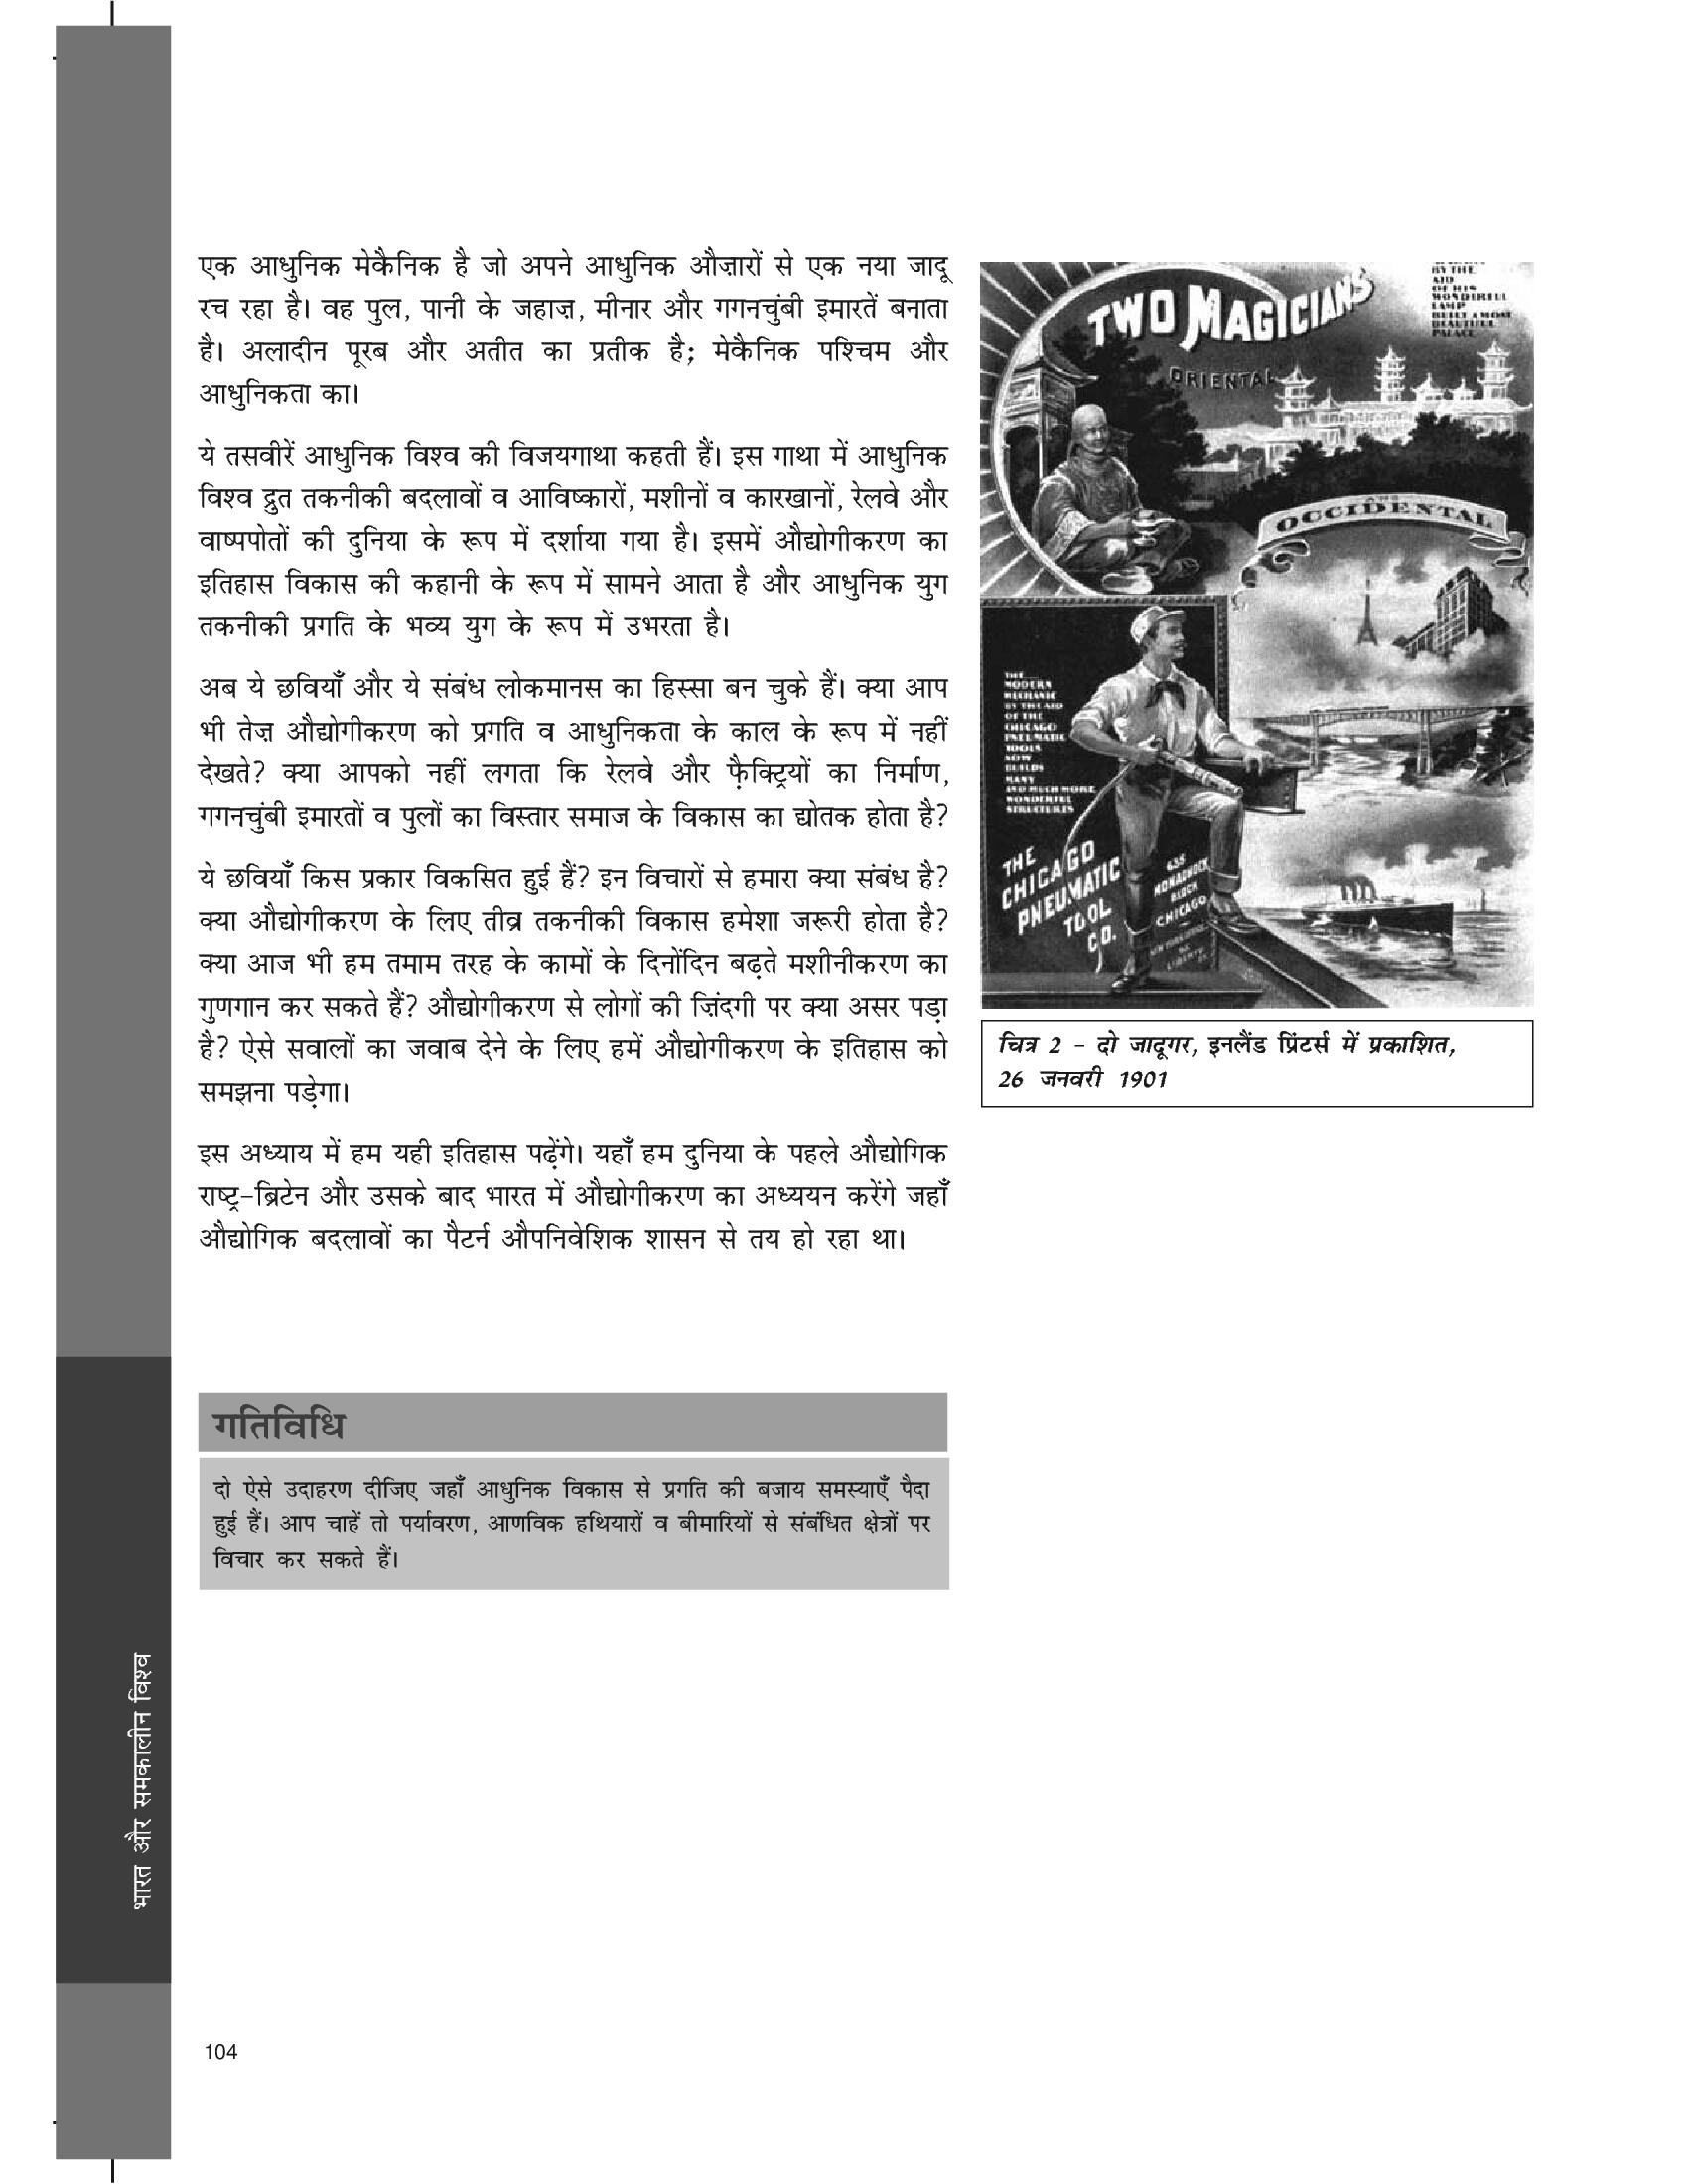 एक आधुनिक मेकैनिक है जो अपने आधुनिक औज़ारों से एक नया जादू
रच रहा है। वह पुल, पानी के जहाज़, मीनार और गगनचुंबी इमारतें बनाता
है। अलादीन पूरब और अतीत का प्रतीक है; मेकैनिक पश्चिम और
आधुनिकता का।
ये तसवीरें आधुनिक विश्व की विजयगाथा कहती हैं। इस गाथा में आधुनिक
विश्व द्रुत तकनीकी बदलावों व आविष्कारों, मशीनों व कारखानों, रेलवे और
वाष्पपोतों की दुनिया के रूप में दर्शाया गया है। इसमें औद्योगीकरण का
इतिहास विकास की कहानी के रूप में सामने आता है और आधुनिक युग
तकनीकी प्रगति के भव्य युग के रूप में उभरता है।
अब ये छवियाँ और ये संबंध लोकमानस का हिस्सा बन चुके हैं। क्या आप
भी तेज़ औद्योगीकरण को प्रगति व आधुनिकता के काल के रूप में नहीं
देखते? क्या आपको नहीं लगता कि रेलवे और फ़ैक्ट्रियों का निर्माण,
गगनचुंबी इमारतों व पुलों का विस्तार समाज के विकास का द्योतक होता है?
ये छवियाँ किस प्रकार विकसित हुई हैं? इन विचारों से हमारा क्या संबंध है?
क्या औद्योगीकरण के लिए तीव्र तकनीकी विकास हमेशा जरूरी होता है?
क्या आज भी हम तमाम तरह के कामों के दिनोंदिन बढ़ते मशीनीकरण का
गुणगान कर सकते हैं? औद्योगीकरण से लोगों की ज़िंदगी पर क्या असर पड़ा
है? ऐसे सवालों का जवाब देने के लिए हमें औद्योगीकरण के इतिहास को
समझना पड़ेगा।
इस अध्याय में हम यही इतिहास पढ़ेंगे। यहाँ हम दुनिया के पहले औद्योगिक
राष्ट्र-ब्रिटेन और उसके बाद भारत में औद्योगीकरण का अध्ययन करेंगे जहाँ
औद्योगिक बदलावों का पैटर्न औपनिवेशिक शासन से तय हो रहा था।
BY THE
AID
OF HIS
WONDERFUL
LAMP
BUILT A MOST
BEAUTIFUL
PALACE
TWO MAGICIANS
ORIENTAL
OCCIDENTAL
THE
MODERN
MECHANIC
BY THE AID
OF THE
CHICAGO
PNEUMATIC
TOOLS
NOW
BUILDS
MANY
AND MUCH MORE
WONDERFUL
STRUCTURES
THE
CHICAGO
PNEUMATIC
TOOL
CO.
635
MONADNOCK
BLOCK
CHICAGO
चित्र 2 – दो जादूगर, इनलैंड प्रिंटर्स में प्रकाशित,
26 जनवरी 1901
गतिविधि
दो ऐसे उदाहरण दीजिए जहाँ आधुनिक विकास से प्रगति की बजाय समस्याएँ पैदा
हुई हैं। आप चाहें तो पर्यावरण, आणविक हथियारों व बीमारियों से संबंधित क्षेत्रों पर
विचार कर सकते हैं।
भारत और समकालीन विश्व
104